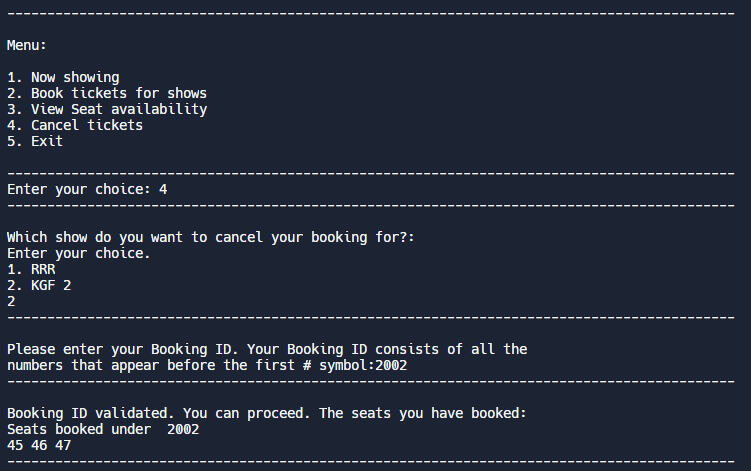 --------------------------------------------------------------------------------------------
Menu:
1. Now showing
2. Book tickets for shows
3. View Seat availability
4. Cancel tickets
5. Exit
--------------------------------------------------------------------------------------------
Enter your choice: 4
--------------------------------------------------------------------------------------------
Which show do you want to cancel your booking for?:
Enter your choice.
1. RRR
2. KGF 2
2
--------------------------------------------------------------------------------------------
Please enter your Booking ID. Your Booking ID consists of all the
numbers that appear before the first # symbol:2002
--------------------------------------------------------------------------------------------
Booking ID validated. You can proceed. The seats you have booked:
Seats booked under  2002
45 46 47
--------------------------------------------------------------------------------------------